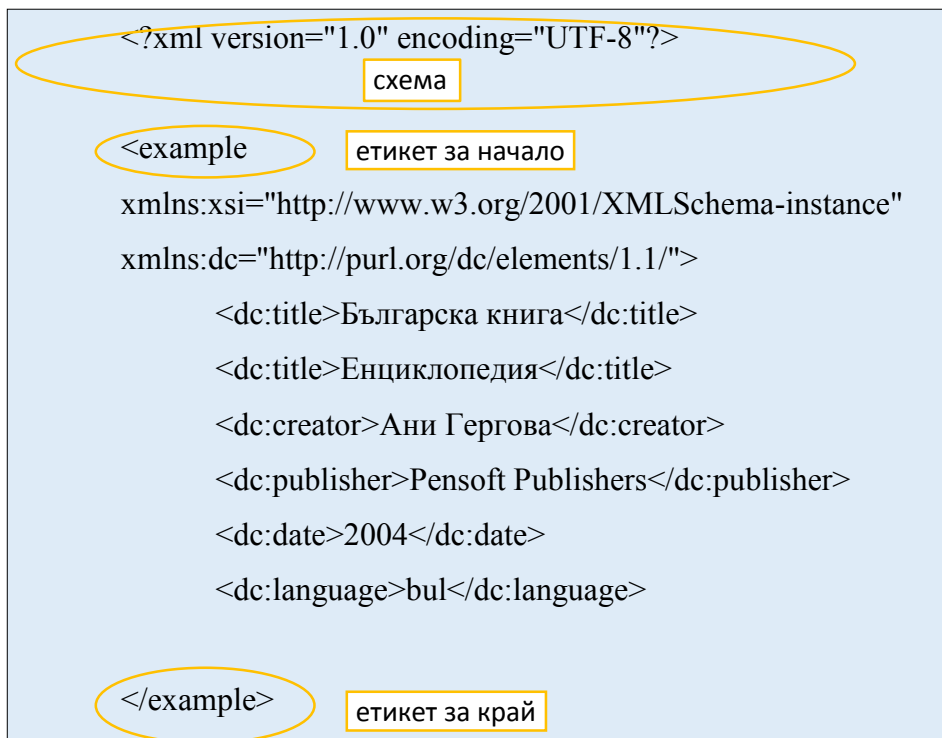 <?xml version="1.0" encoding="UTF-8"?>
схема
<example
етикет за начало
xmlns:xsi="http://www.w3.org/2001/XMLSchema-instance"
xmlns:dc="http://purl.org/dc/elements/1.1/">
<dc:title>Българска книга</dc:title>
<dc:title>Енциклопедия</dc:title>
<dc:creator>Ани Гергова</dc:creator>
<dc:publisher>Pensoft Publishers</dc:publisher>
<dc:date>2004</dc:date>
<dc:language>bul</dc:language>
</example>
етикет за край